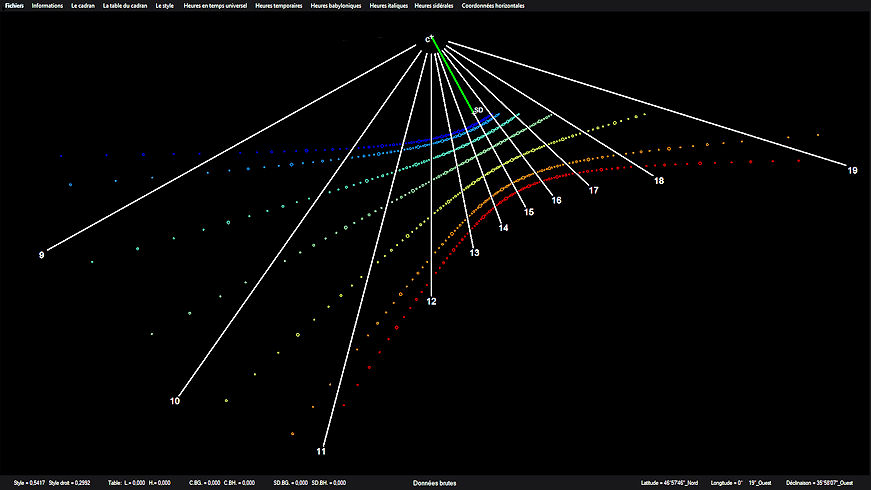 Fichiers Informations Le cadran La table du cadran Le style Heures en temps universel Heures temporaires Heures babyloniques Heures italiques Heures sidérales Coordonnées horizontales
C
SD
9
10
11
12
13
14
15
16
17
18
19
Style = 0,5417 Style droit = 0,2992 Table: L.= 0,000 H.= 0,000 C.BG. = 0,000 C.BH. = 0,000 SD.BG. = 0,000 SD.BH. = 0,000 Données brutes Latitude = 46°57'46"_Nord Longitude = 0° 19"_Ouest Déclinaison = 35°58'07"_Ouest